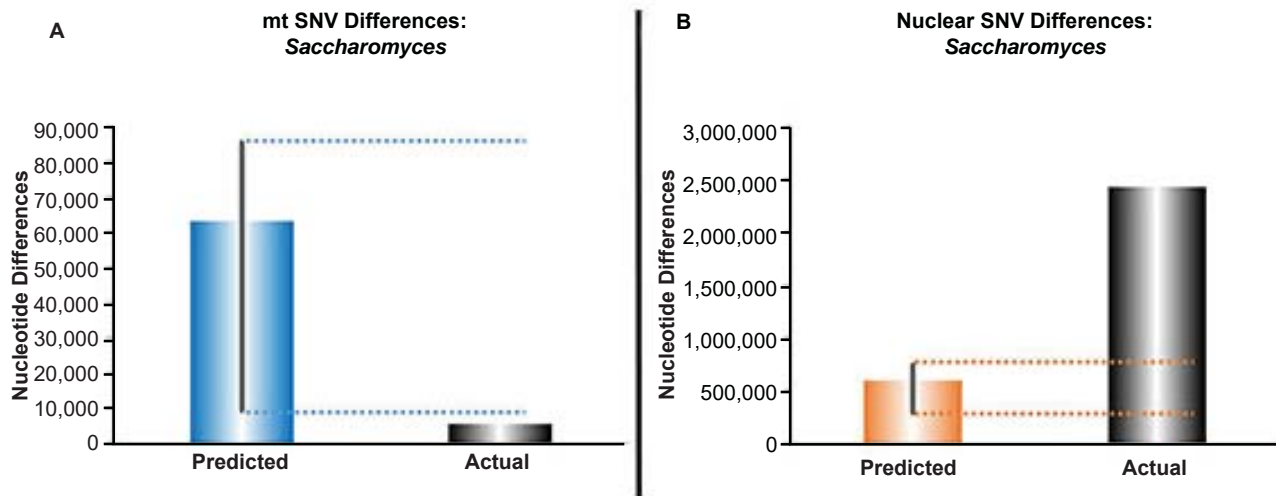 A
mt SNV Differences:
Saccharomyces
Nucleotide Differences
90,000
80,000
70,000
60,000
50,000
40,000
30,000
20,000
10,000
0
Predicted
Actual
B
Nuclear SNV Differences:
Saccharomyces
Nucleotide Differences
3,000,000
2,500,000
2,000,000
1,500,000
1,000,000
500,000
0
Predicted
Actual